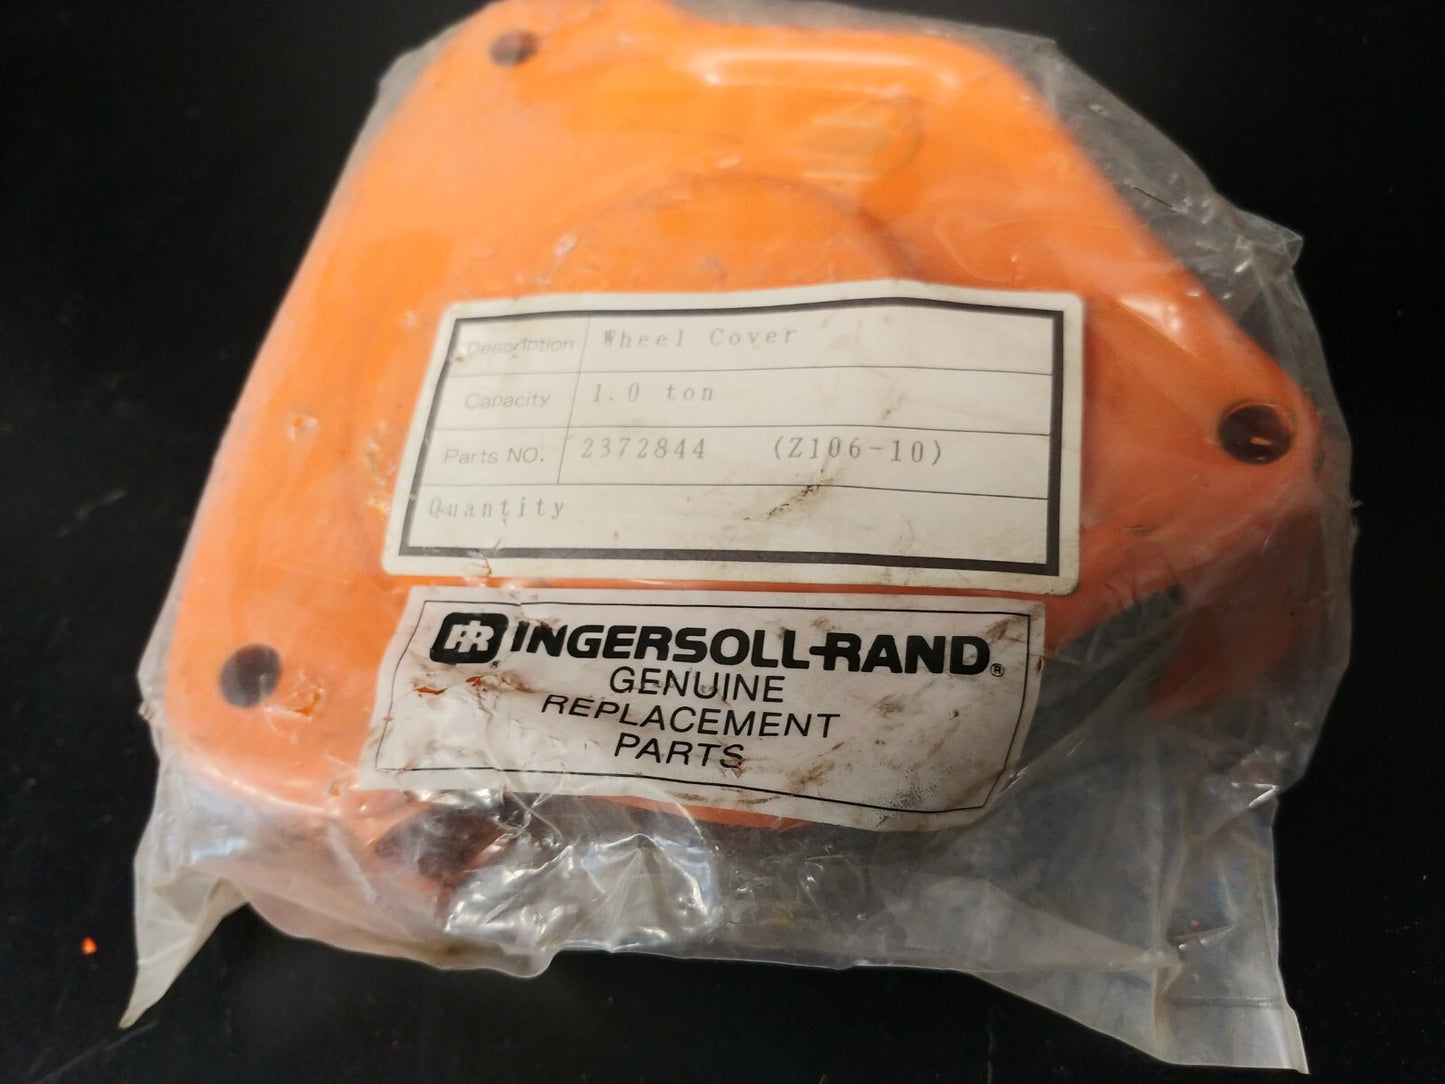 Description Wheel Cover
Capacity 1.0 ton
Parts NO. 2372844 (Z106-10)
Quantity
IR® INGERSOLL-RAND®
GENUINE
REPLACEMENT
PARTS